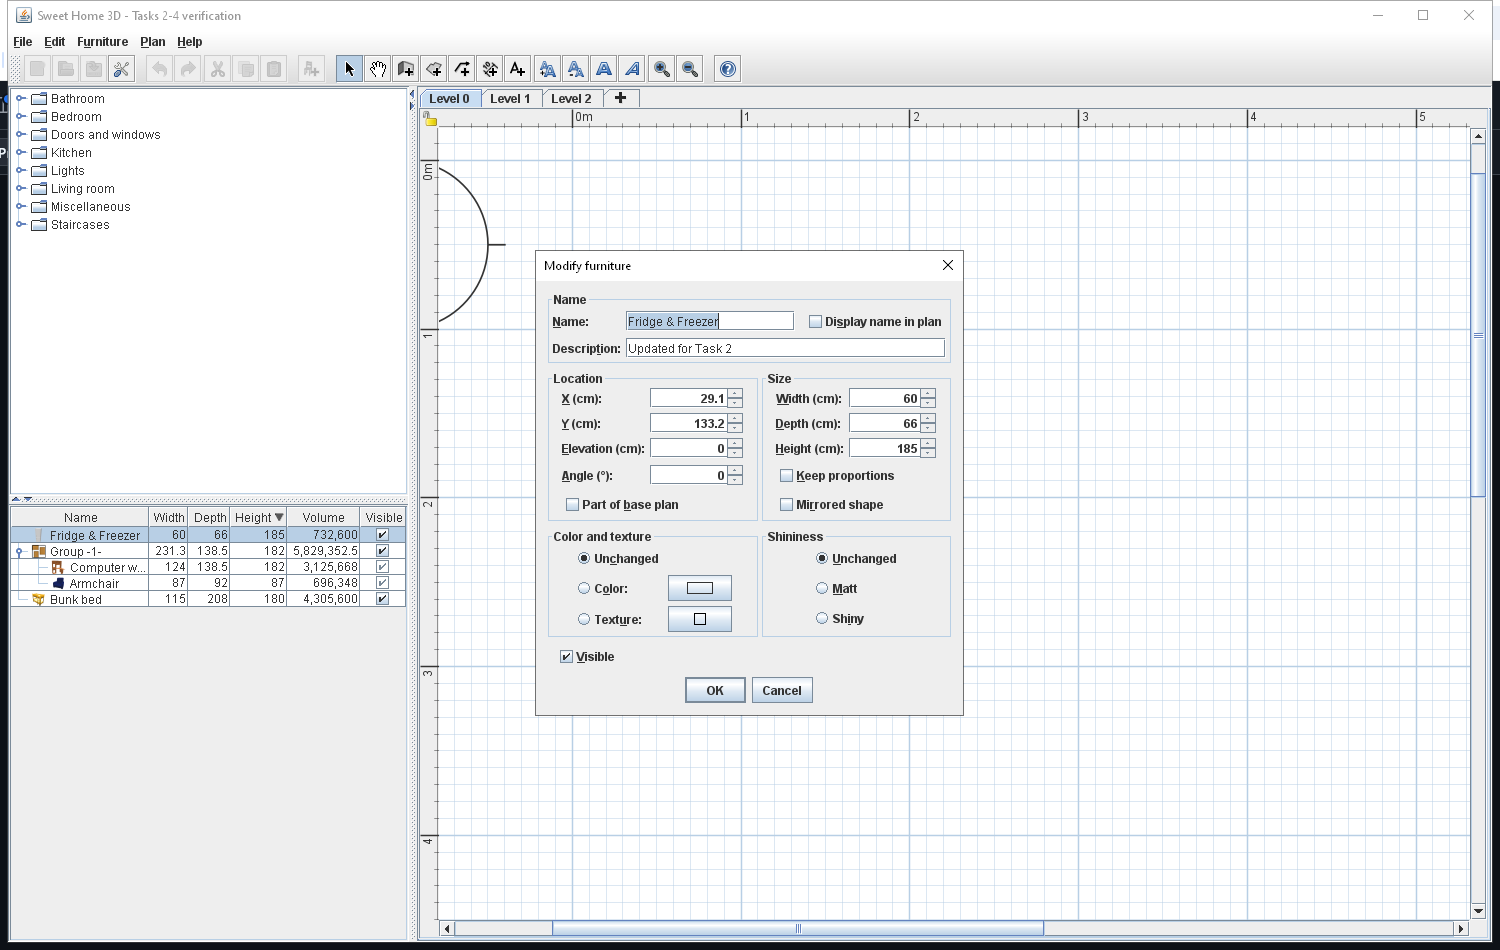 Sweet Home 3D - Tasks 2-4 verification
File Edit Furniture Plan Help
Bathroom
Bedroom
Doors and windows
Kitchen
Lights
Living room
Miscellaneous
Staircases
Name Width Depth Height Volume Visible
Fridge & Freezer 60 66 185 732,600
Group -1- 231.3 138.5 182 5,829,352.5
Computer w... 124 138.5 182 3,125,668
Armchair 87 92 87 696,348
Bunk bed 115 208 180 4,305,600
Level 0 Level 1 Level 2
0m 1 2 3 4 5
0m
1
2
3
4
Modify furniture
Name
Name: Fridge & Freezer Display name in plan
Description: Updated for Task 2
Location
X (cm): 29.1
Y (cm): 133.2
Elevation (cm): 0
Angle (°): 0
Part of base plan
Size
Width (cm): 60
Depth (cm): 66
Height (cm): 185
Keep proportions
Mirrored shape
Color and texture
Unchanged
Color:
Texture:
Shininess
Unchanged
Matt
Shiny
Visible
OK Cancel